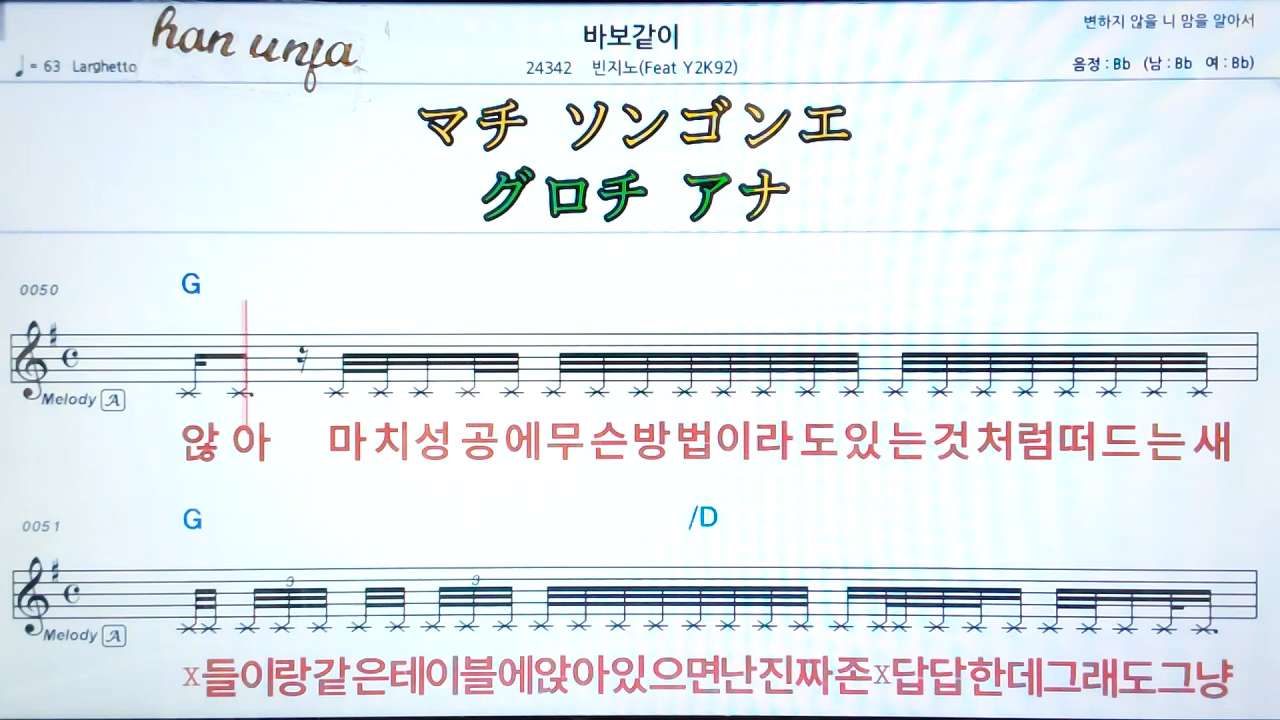 han unfa
바보같이
변하지 않을 니 맘을 알아서
♩= 63 Larghetto
24342 빈지노(Feat Y2K92)
음정 : Bb (남 : Bb 여 : Bb)
マチ ソンゴンエ
グロチ アナ
0050
G
Melody A
않 아 마 치 성 공 에 무 슨 방 법 이 라 도 있 는 것 처 럼 떠 드 는 새
0051
G /D
3 3
Melody A
x들이랑같은테이블에앉아있으면난진짜존x답답한데그래도그냥